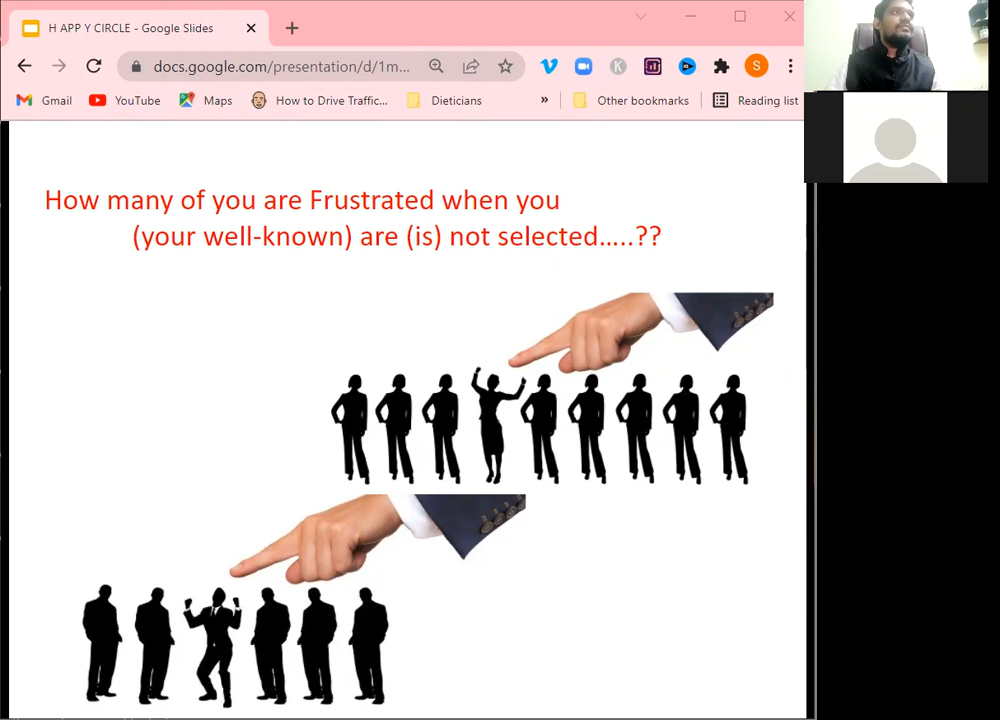 H APP Y CIRCLE - Google Slides
docs.google.com/presentation/d/1m...
S
Gmail
YouTube
Maps
How to Drive Traffic...
Dieticians
»
Other bookmarks
Reading list
How many of you are Frustrated when you
(your well-known) are (is) not selected.....??